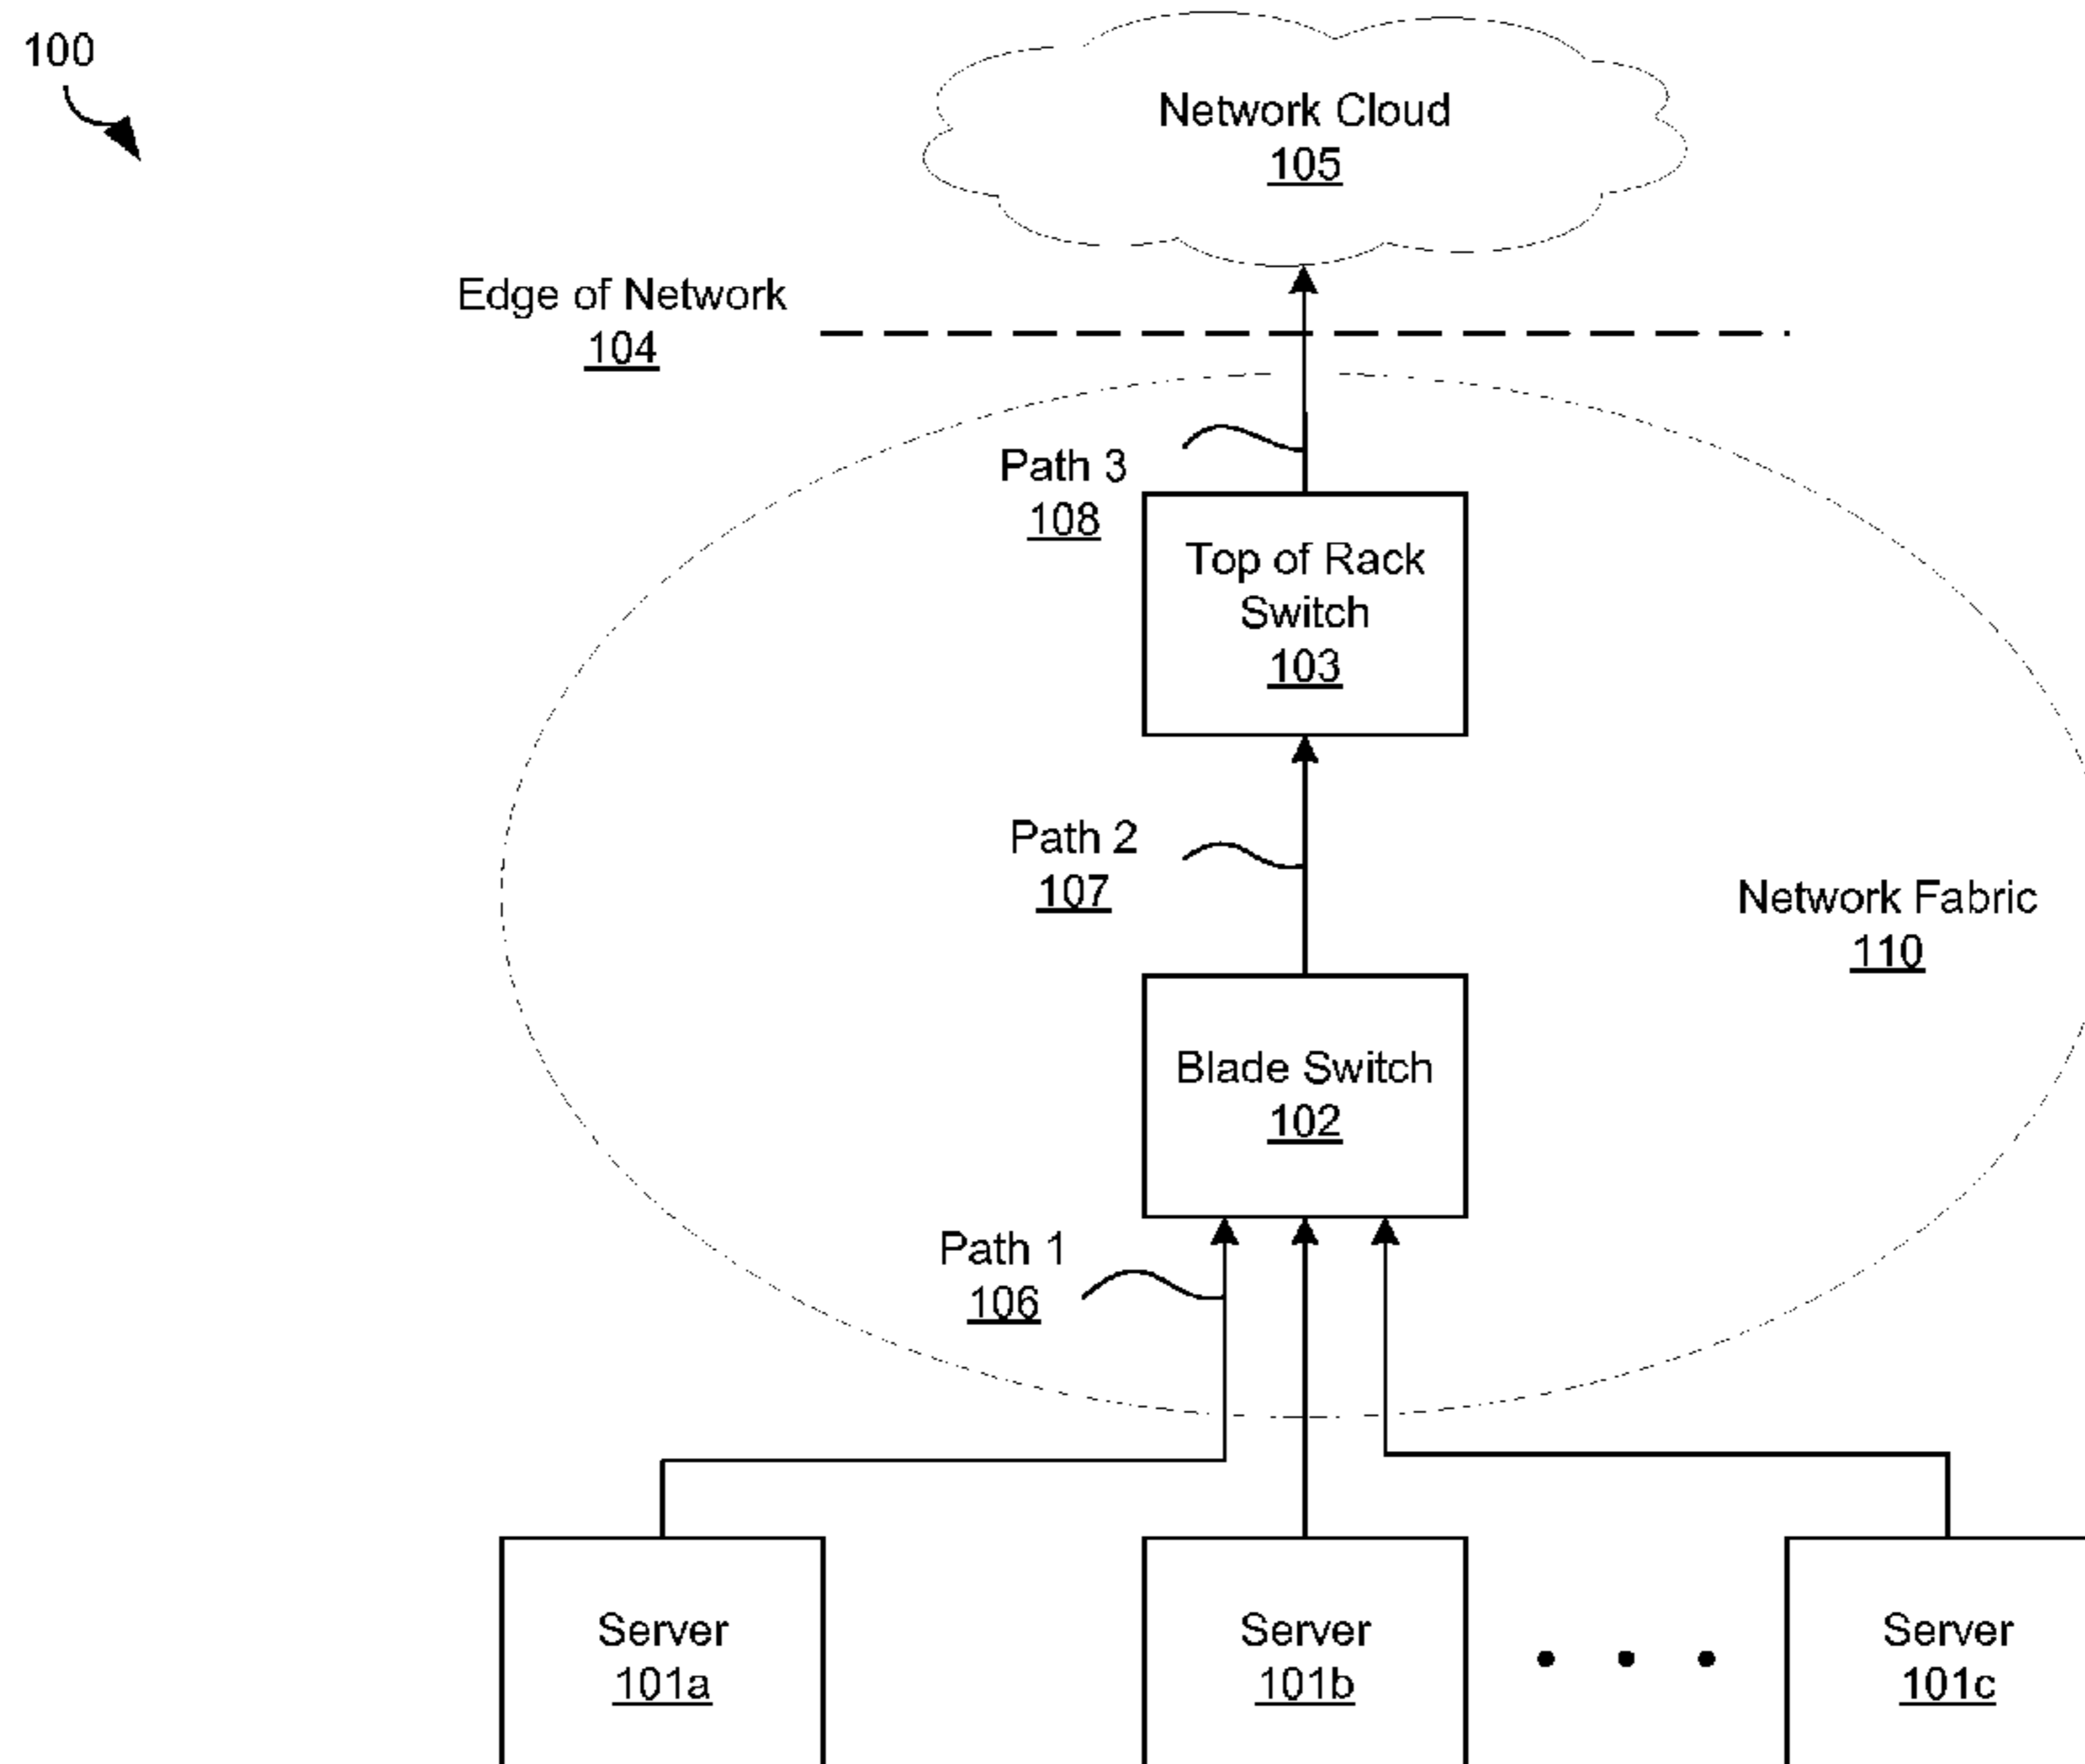 100
Network Cloud
105
Edge of Network
104
Path 3
108
Top of Rack
Switch
103
Path 2
107
Network Fabric
110
Blade Switch
102
Path 1
106
Server
101a
Server
101b
Server
101c